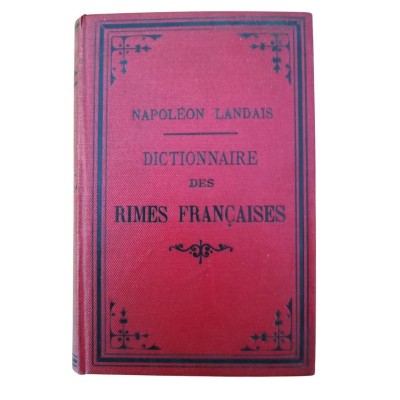 NAPOLÉON LANDAIS
DICTIONNAIRE
DES
RIMES FRANÇAISES